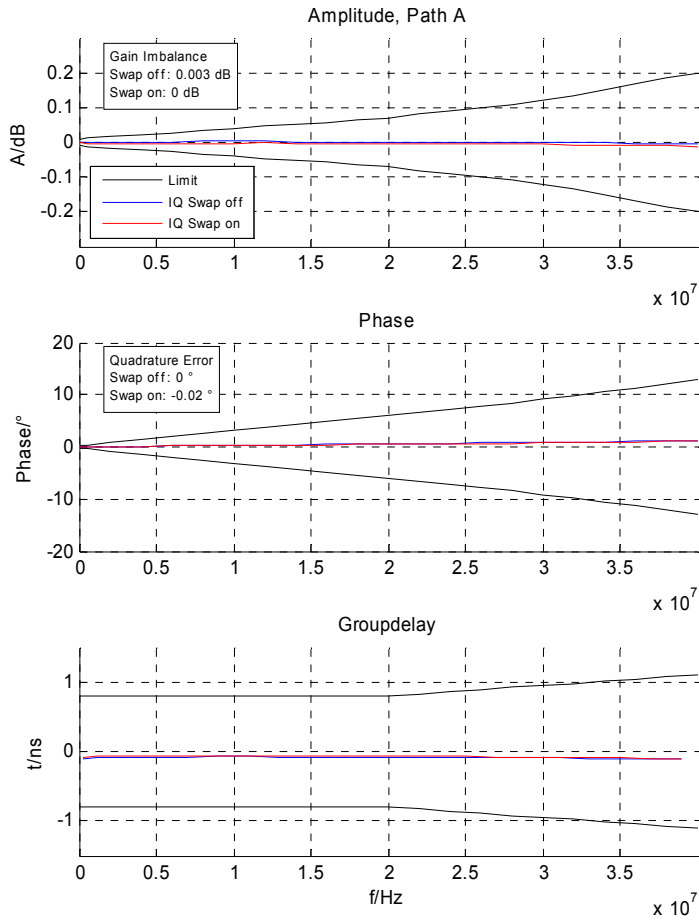 Amplitude, Path A
Gain Imbalance
Swap off: 0.003 dB
Swap on: 0 dB
A/dB
0.2
0.1
0
-0.1
-0.2
Limit
IQ Swap off
IQ Swap on
0 0.5 1 1.5 2 2.5 3 3.5
x 10^7
Phase
Quadrature Error
Swap off: 0 °
Swap on: -0.02 °
Phase/°
20
10
0
-10
-20
0 0.5 1 1.5 2 2.5 3 3.5
x 10^7
Groupdelay
t/ns
1
0
-1
0 0.5 1 1.5 2 2.5 3 3.5
f/Hz
x 10^7